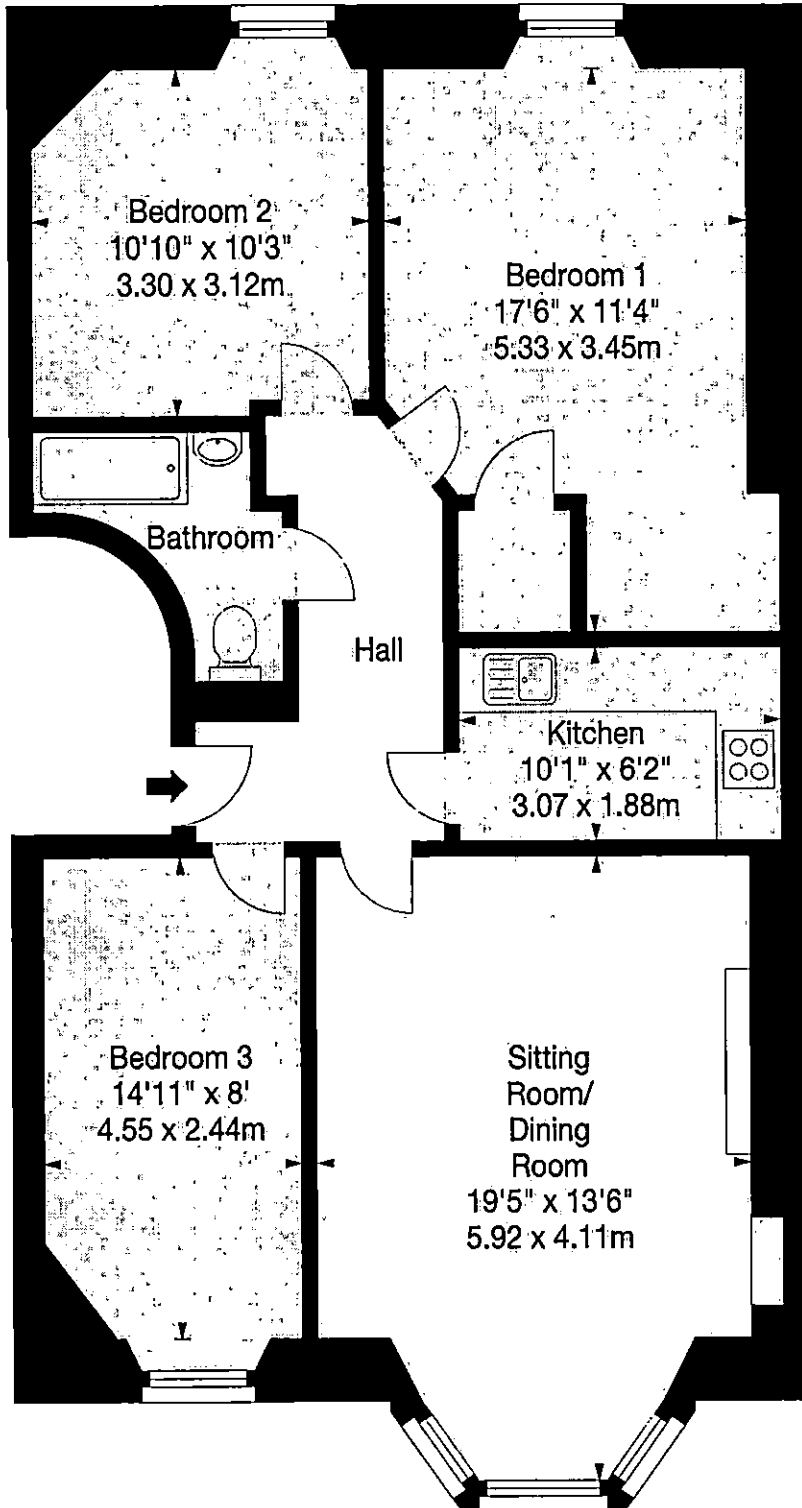 Bedroom 2
10'10" x 10'3"
3.30 x 3.12m
Bedroom 1
17'6" x 11'4"
5.33 x 3.45m
Bathroom
Hall
Kitchen
10'1" x 6'2"
3.07 x 1.88m
Bedroom 3
14'11" x 8'
4.55 x 2.44m
Sitting
Room/
Dining
Room
19'5" x 13'6"
5.92 x 4.11m